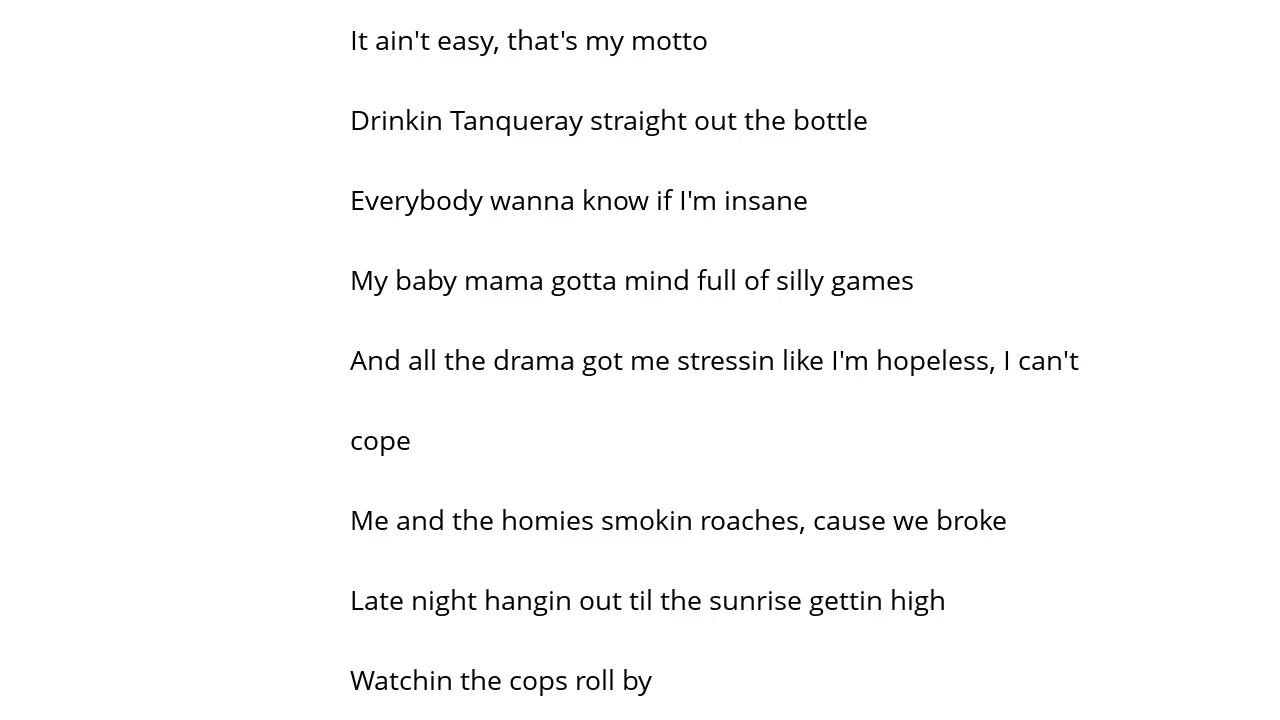 It ain't easy, that's my motto
Drinkin Tanqueray straight out the bottle
Everybody wanna know if I'm insane
My baby mama gotta mind full of silly games
And all the drama got me stressin like I'm hopeless, I can't
cope
Me and the homies smokin roaches, cause we broke
Late night hangin out til the sunrise gettin high
Watchin the cops roll by